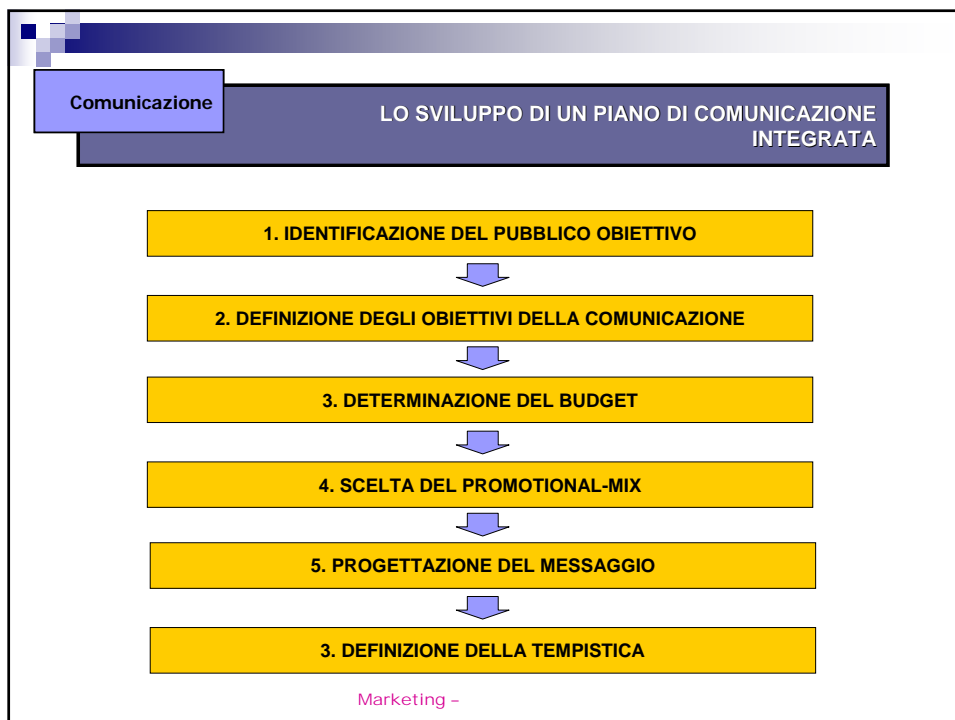 Comunicazione
LO SVILUPPO DI UN PIANO DI COMUNICAZIONE
INTEGRATA
1. IDENTIFICAZIONE DEL PUBBLICO OBIETTIVO
2. DEFINIZIONE DEGLI OBIETTIVI DELLA COMUNICAZIONE
3. DETERMINAZIONE DEL BUDGET
4. SCELTA DEL PROMOTIONAL-MIX
5. PROGETTAZIONE DEL MESSAGGIO
3. DEFINIZIONE DELLA TEMPISTICA
Marketing –